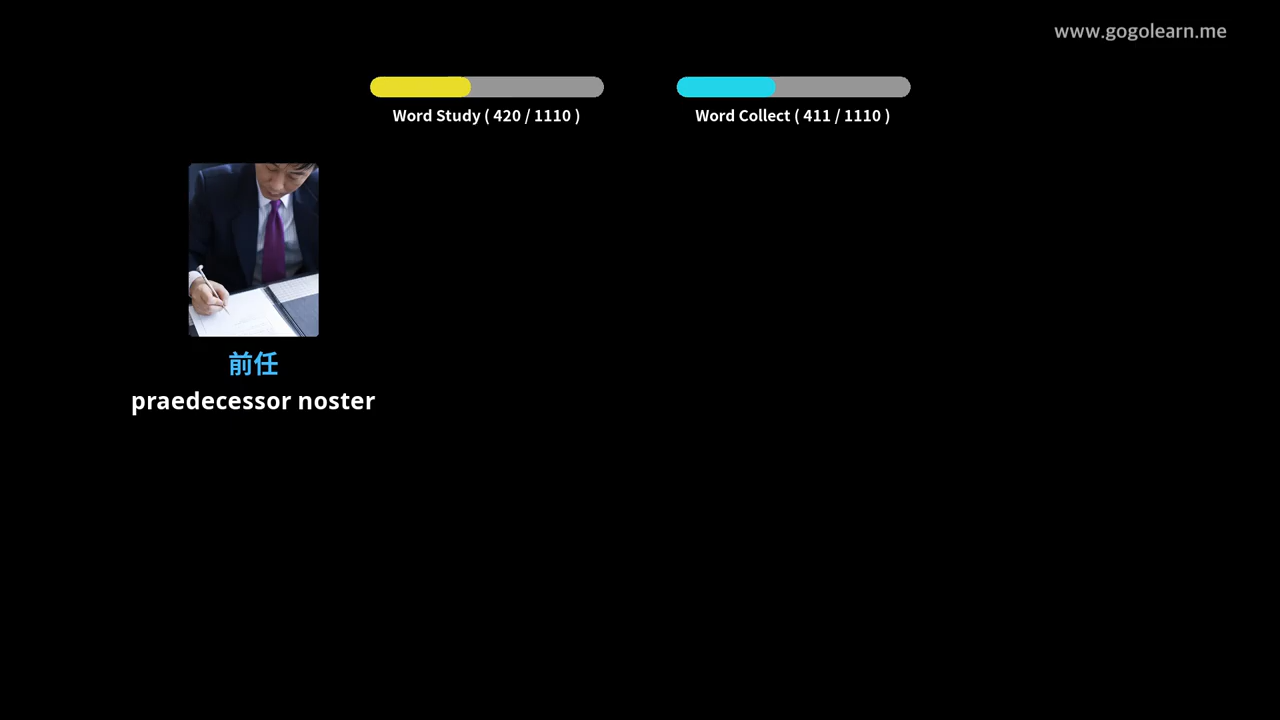 www.gogolearn.me
Word Study ( 420 / 1110 )
Word Collect ( 411 / 1110 )
前任
praedecessor noster